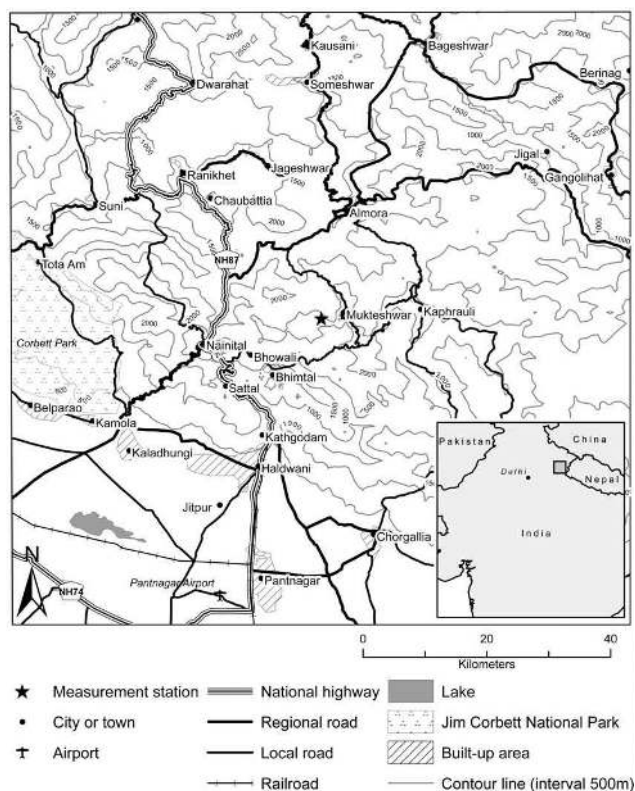 Kausani
Bageshwar
Berinag
Dwarahat
Someshwar
Jigal
Jageshwar
Ranikhet
Gangolihat
Chaubattia
Suni
Almora
NH87
Tota Am
Mukteshwar
Kaphrauli
Corbett Park
Nainital
Bhowali
Bhimtal
Sattal
Belparao
Kamola
Kathgodam
Kaladhungi
Haldwani
Jitpur
Chorgallia
N
Pantnagar Airport
Pantnagar
NH74
Pakistan
China
Delhi
Nepal
India
0 20 40
Kilometers
Measurement station
National highway
Lake
City or town
Regional road
Jim Corbett National Park
Airport
Local road
Built-up area
Railroad
Contour line (interval 500m)